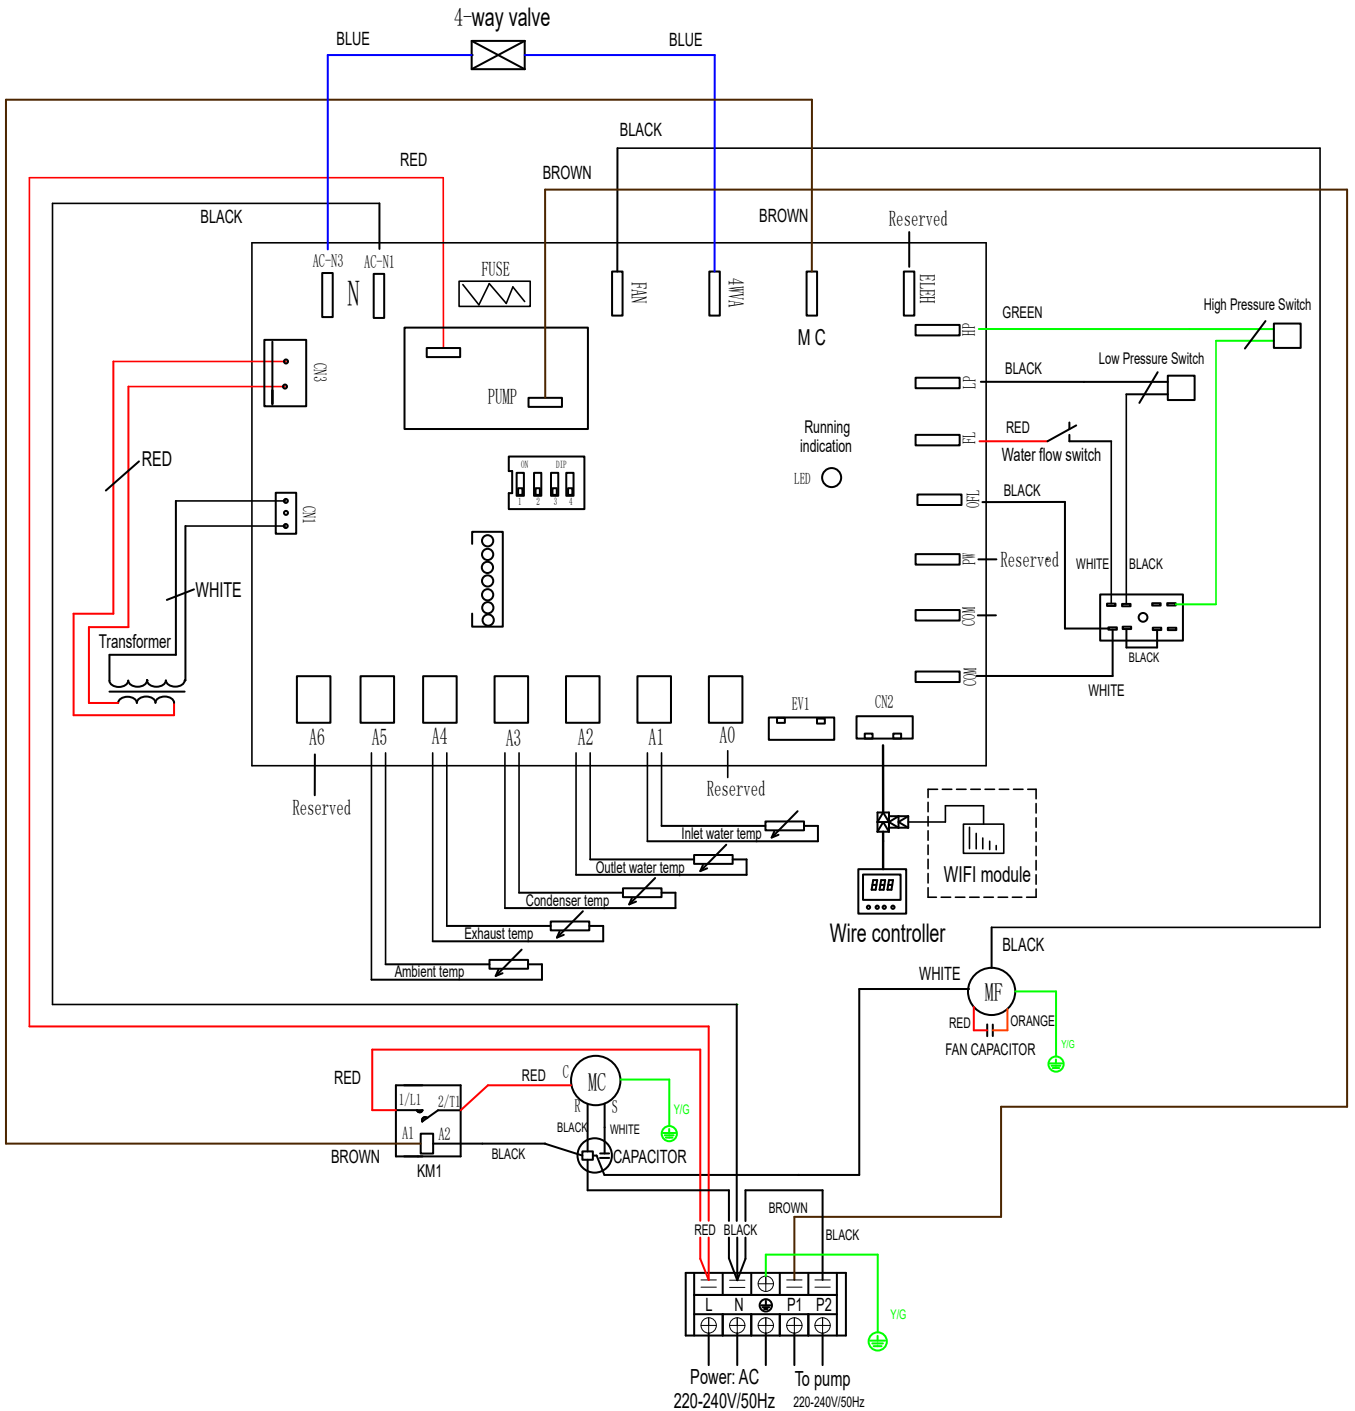 4-way valve
BLUE
BLUE
BLACK
RED
BROWN
BLACK
BROWN
Reserved
AC-N3
AC-N1
N
FUSE
FAN
4WVA
ELEH
M C
HP
GREEN
High Pressure Switch
CN3
PUMP
LP
BLACK
Low Pressure Switch
Running
indication
LED
FL
RED
Water flow switch
RED
ON
DIP
1 2 3 4
CN1
OFL
BLACK
PW
Reserved
WHITE
BLACK
WHITE
COM
Transformer
BLACK
COM
WHITE
EV1
CN2
A6
A5
A4
A3
A2
A1
A0
Reserved
Reserved
Inlet water temp
Outlet water temp
Condenser temp
Exhaust temp
Ambient temp
WIFI module
888
Wire controller
BLACK
WHITE
MF
RED
ORANGE
FAN CAPACITOR
Y/G
RED
RED
C
MC
R
S
Y/G
1/L1
2/T1
A1
A2
BLACK
WHITE
BROWN
KM1
BLACK
CAPACITOR
RED
BLACK
BROWN
BLACK
L
N
P1
P2
Y/G
Power: AC
220-240V/50Hz
To pump
220-240V/50Hz